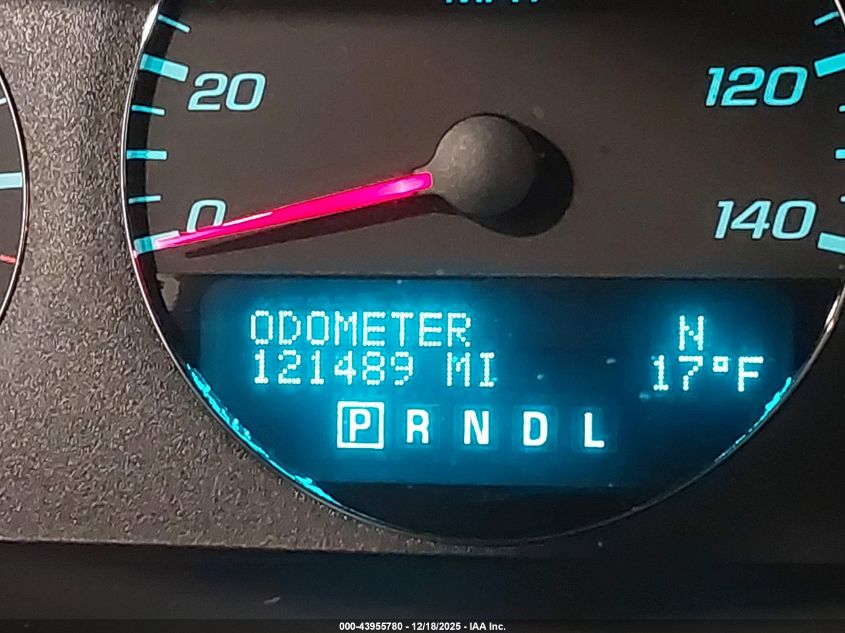 20
120
0
140
ODOMETER N
121489 MI 17°F
P R N D L
000-43955780 - 12/18/2025 - IAA Inc.